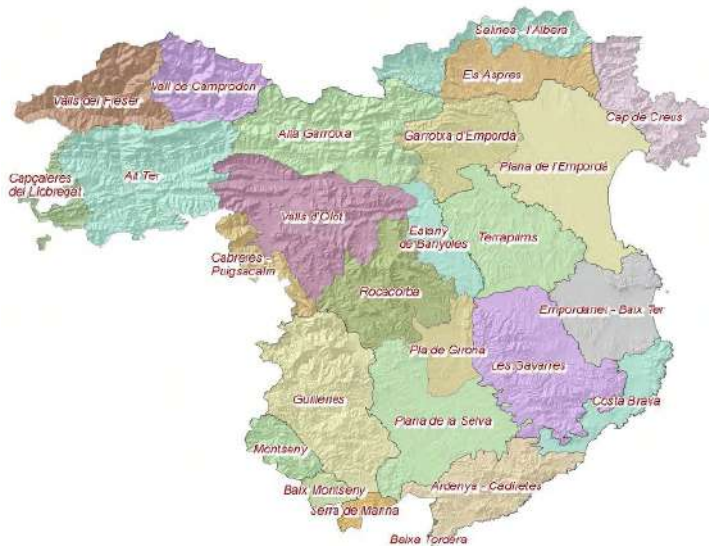 Salines - l'Albera
Vall de Camprodon
Valls del Freser
Els Aspres
Cap de Creus
Alta Garrotxa
Garrotxa d'Empordà
Plana de l'Empordà
Capçaleres
del Llobregat
Alt Ter
Valls d'Olot
Estany
de Banyoles
Terraprims
Cabrerès -
Puigsacalm
Rocacorba
Empordanet - Baix Ter
Pla de Girona
Les Gavarres
Guilleries
Costa Brava
Plana de la Selva
Montseny
Baix Montseny
Ardenya - Cadiretes
Serra de Marina
Baixa Tordera